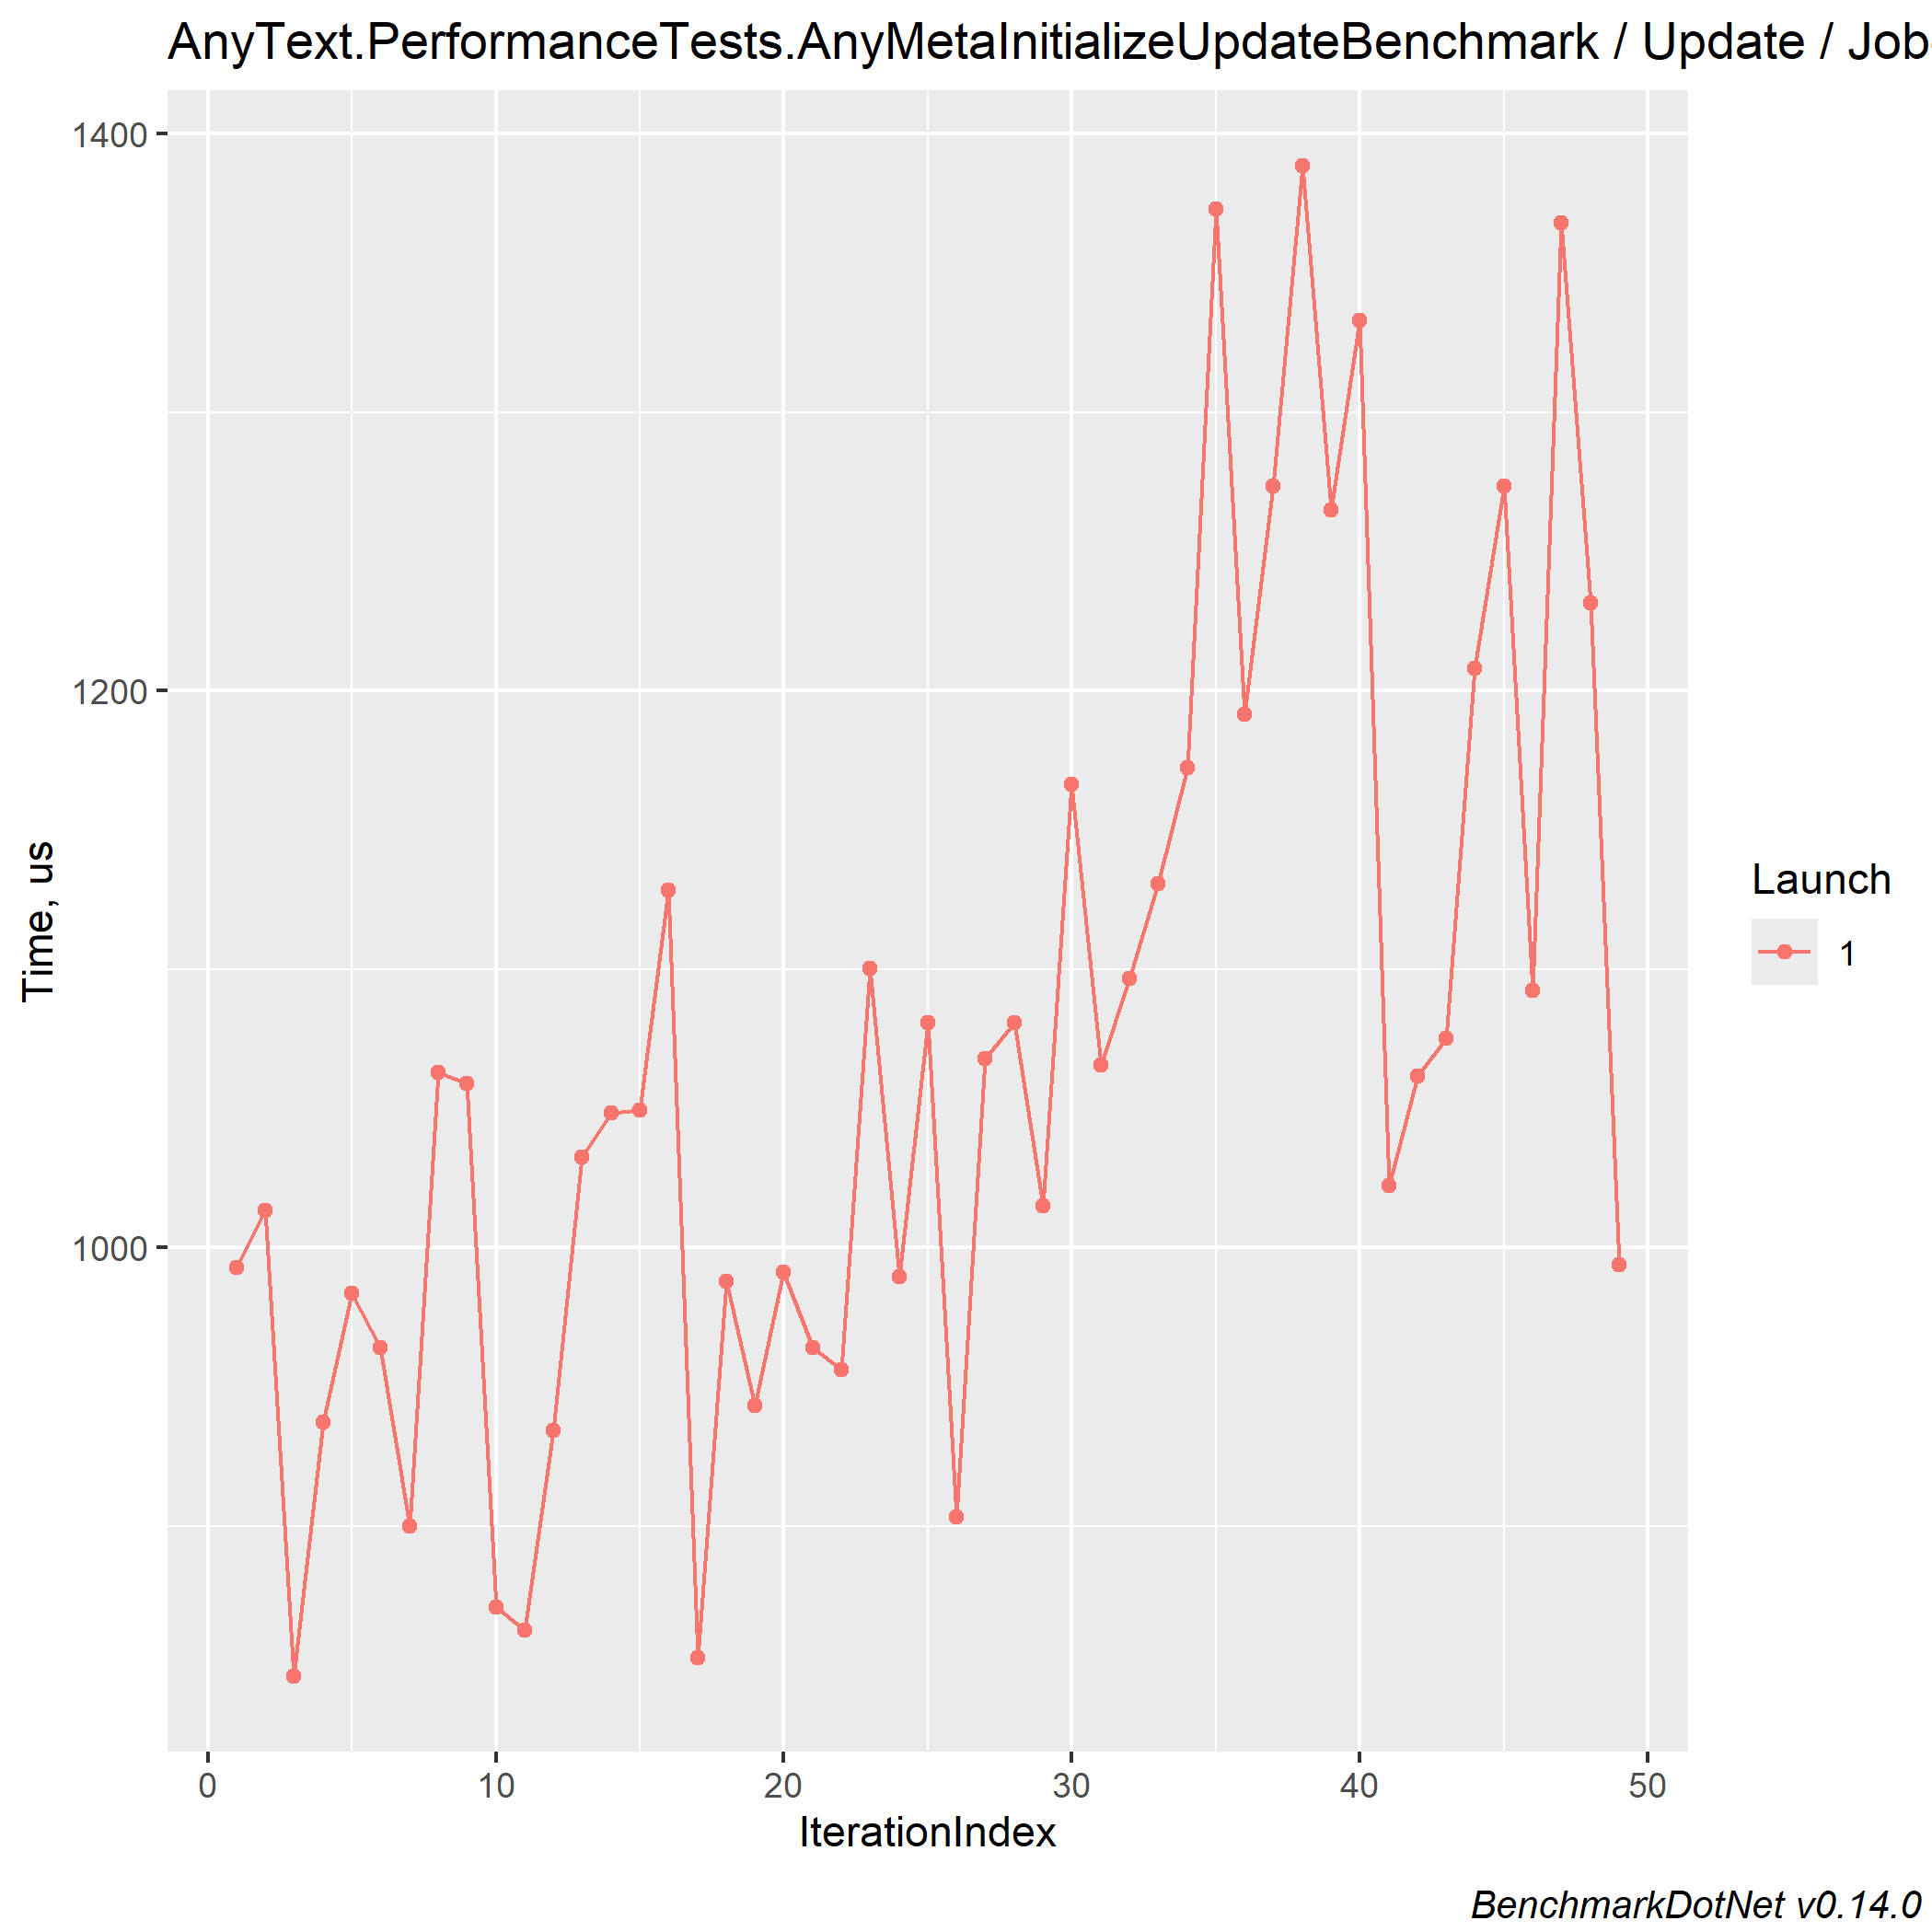 AnyText.PerformanceTests.AnyMetaInitializeUpdateBenchmark / Update / Job
1400
1200
1000
Time, us
0 10 20 30 40 50
IterationIndex
Launch
1
BenchmarkDotNet v0.14.0